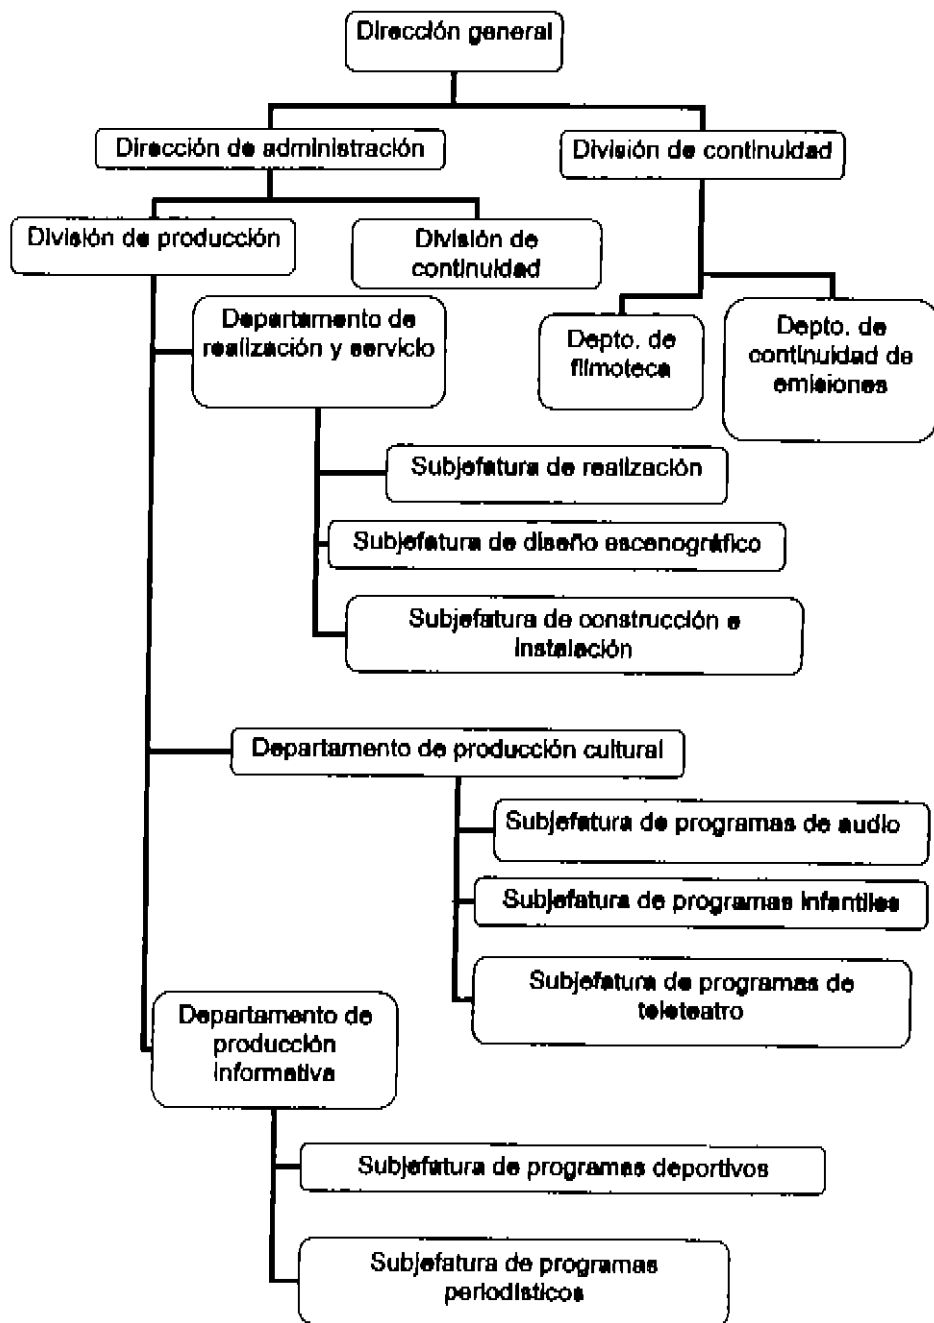 Dirección general
Dirección de administración
División de continuidad
División de producción
División de
continuidad
Departamento de
realización y servicio
Depto. de
filmoteca
Depto. de
continuidad de
emisiones
Subjefatura de realización
Subjefatura de diseño escenográfico
Subjefatura de construcción e
instalación
Departamento de producción cultural
Subjefatura de programas de audio
Subjefatura de programas infantiles
Subjefatura de programas de
teleteatro
Departamento de
producción
informativa
Subjefatura de programas deportivos
Subjefatura de programas
periodísticos